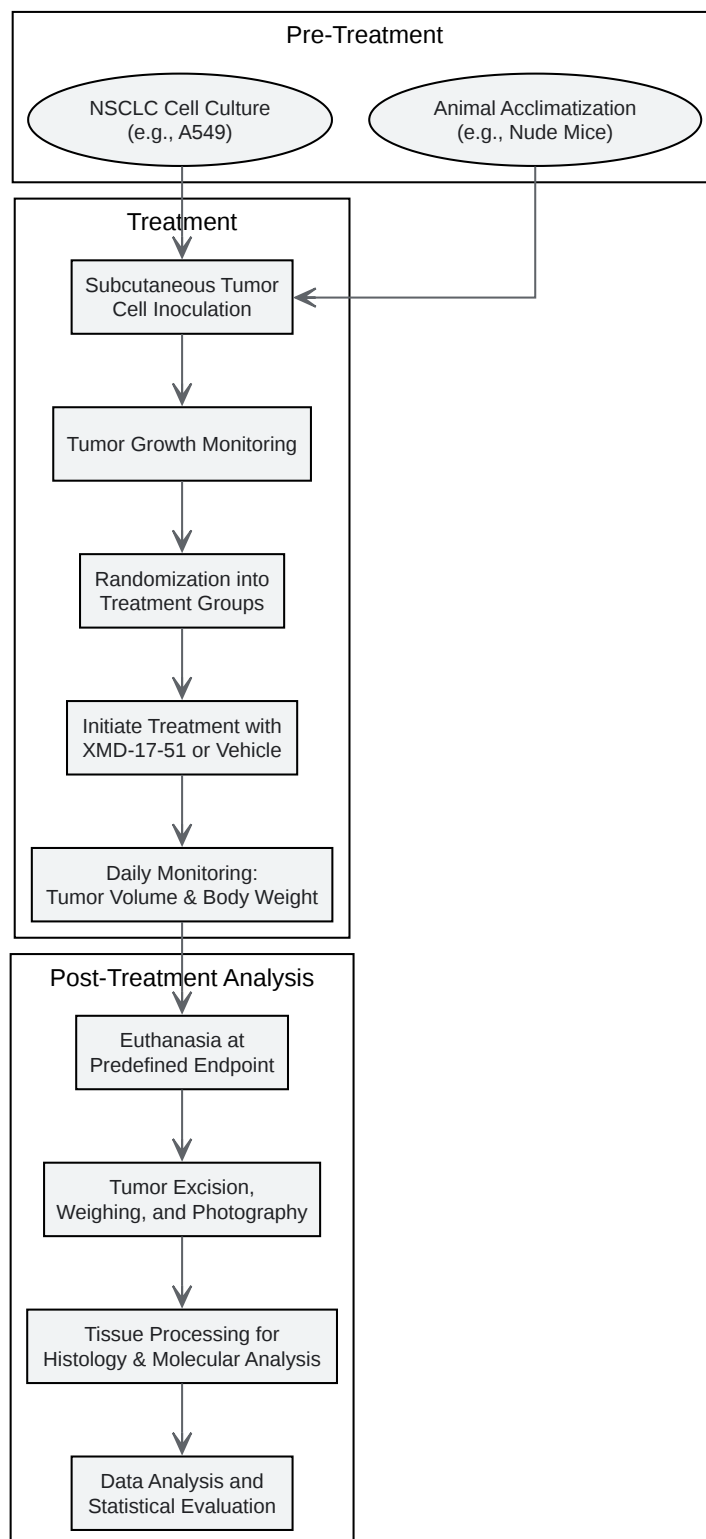 Pre-Treatment
NSCLC Cell Culture
(e.g., A549)
Animal Acclimatization
(e.g., Nude Mice)
Treatment
Subcutaneous Tumor
Cell Inoculation
Tumor Growth Monitoring
Randomization into
Treatment Groups
Initiate Treatment with
XMD-17-51 or Vehicle
Daily Monitoring:
Tumor Volume & Body Weight
Post-Treatment Analysis
Euthanasia at
Predefined Endpoint
Tumor Excision,
Weighing, and Photography
Tissue Processing for
Histology & Molecular Analysis
Data Analysis and
Statistical Evaluation